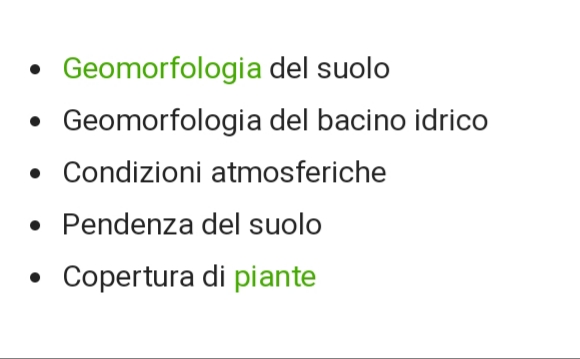 • Geomorfologia del suolo
• Geomorfologia del bacino idrico
• Condizioni atmosferiche
• Pendenza del suolo
• Copertura di piante